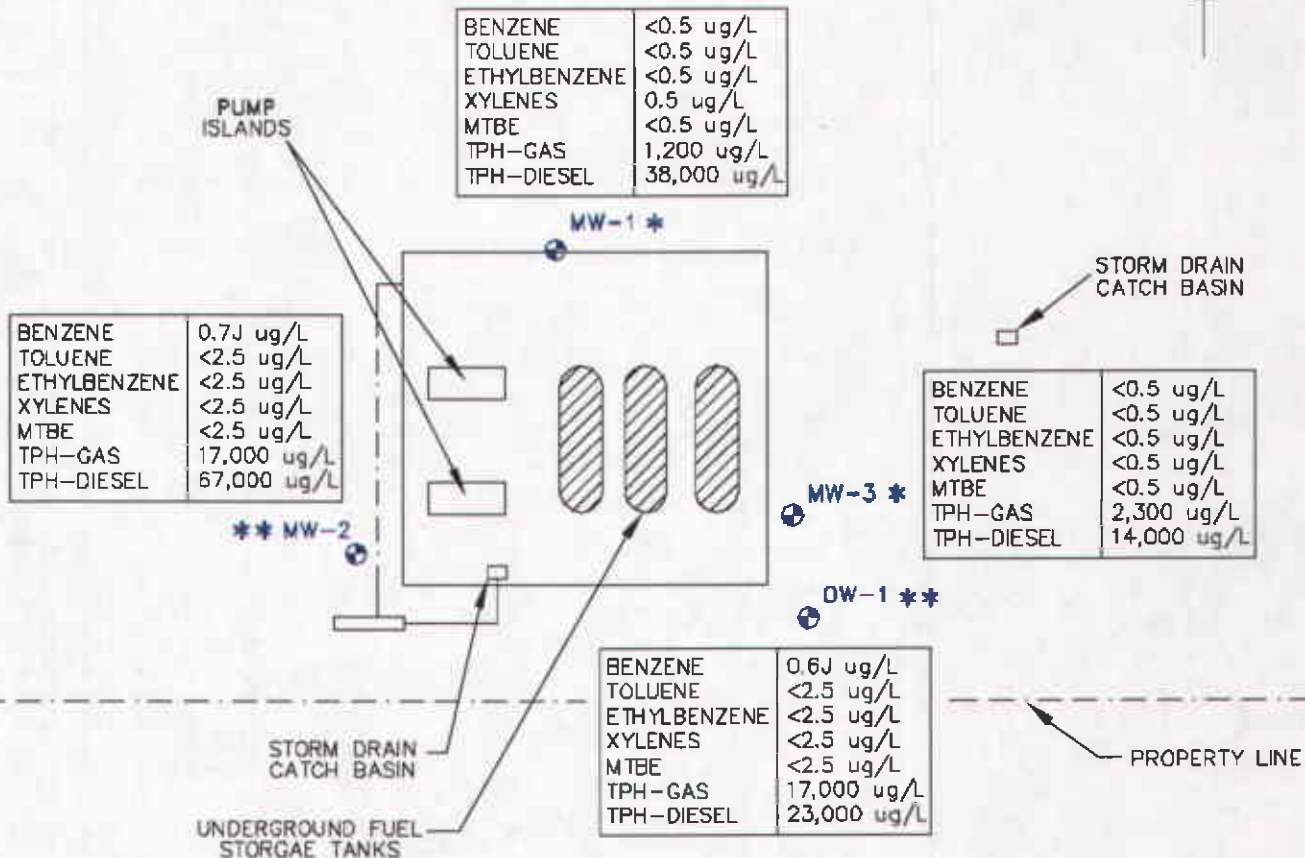 BENZENE <0.5 ug/L
TOLUENE <0.5 ug/L
ETHYLBENZENE <0.5 ug/L
XYLENES 0.5 ug/L
MTBE <0.5 ug/L
TPH-GAS 1,200 ug/L
TPH-DIESEL 38,000 ug/L
PUMP
ISLANDS
MW-1 *
STORM DRAIN
CATCH BASIN
BENZENE 0.7J ug/L
TOLUENE <2.5 ug/L
ETHYLBENZENE <2.5 ug/L
XYLENES <2.5 ug/L
MTBE <2.5 ug/L
TPH-GAS 17,000 ug/L
TPH-DIESEL 67,000 ug/L
BENZENE <0.5 ug/L
TOLUENE <0.5 ug/L
ETHYLBENZENE <0.5 ug/L
XYLENES <0.5 ug/L
MTBE <0.5 ug/L
TPH-GAS 2,300 ug/L
TPH-DIESEL 14,000 ug/L
MW-3 *
** MW-2
OW-1 **
BENZENE 0.6J ug/L
TOLUENE <2.5 ug/L
ETHYLBENZENE <2.5 ug/L
XYLENES <2.5 ug/L
MTBE <2.5 ug/L
TPH-GAS 17,000 ug/L
TPH-DIESEL 23,000 ug/L
STORM DRAIN
CATCH BASIN
PROPERTY LINE
UNDERGROUND FUEL
STORGAE TANKS